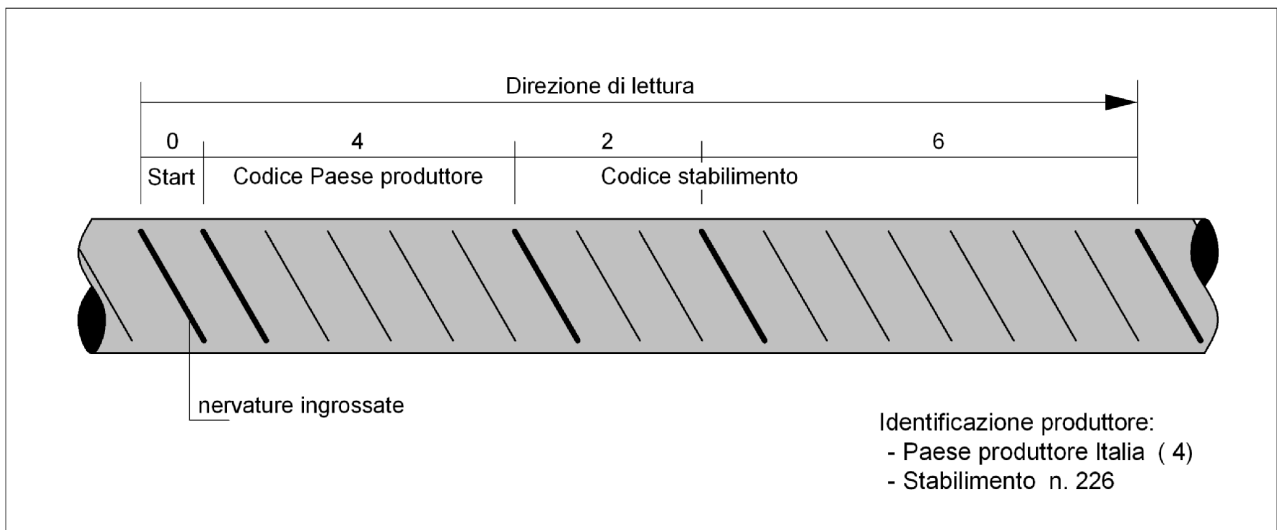 Direzione di lettura
0 4 2 6
Start Codice Paese produttore Codice stabilimento
nervature ingrossate
Identificazione produttore:
- Paese produttore Italia ( 4)
- Stabilimento n. 226